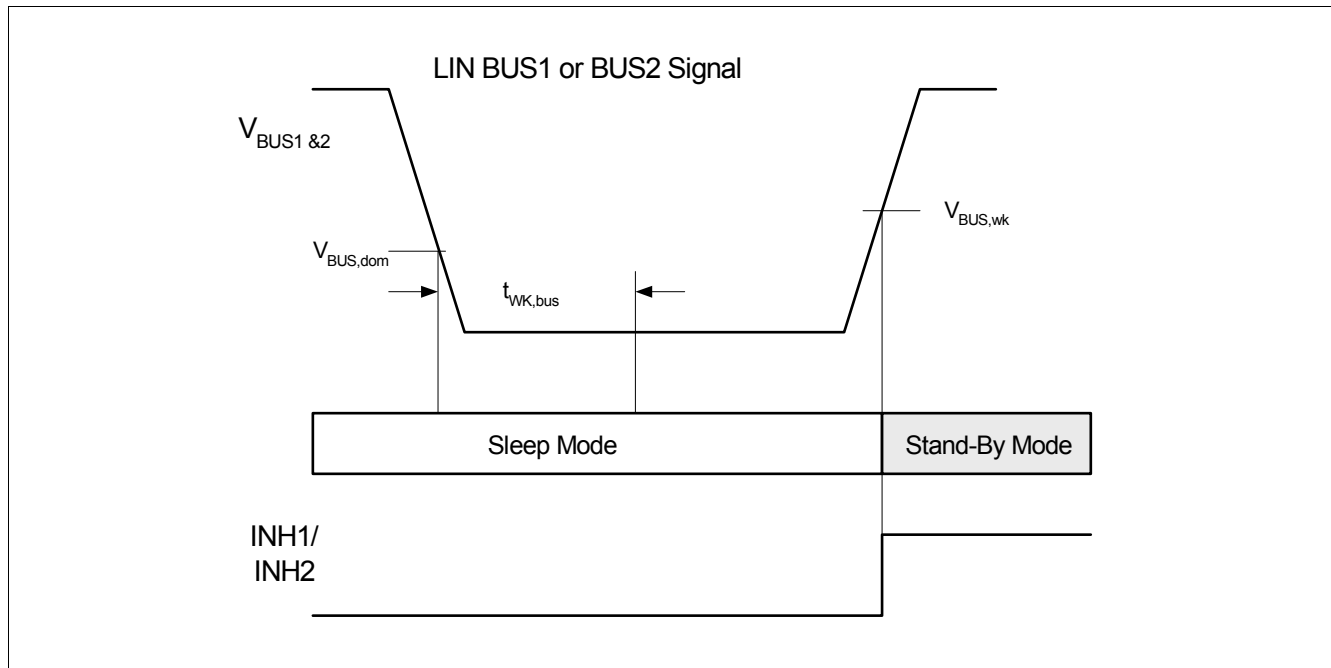 LIN BUS1 or BUS2 Signal
VBUS1 &2
VBUS,wk
VBUS,dom
tWK,bus
Sleep Mode
Stand-By Mode
INH1/
INH2